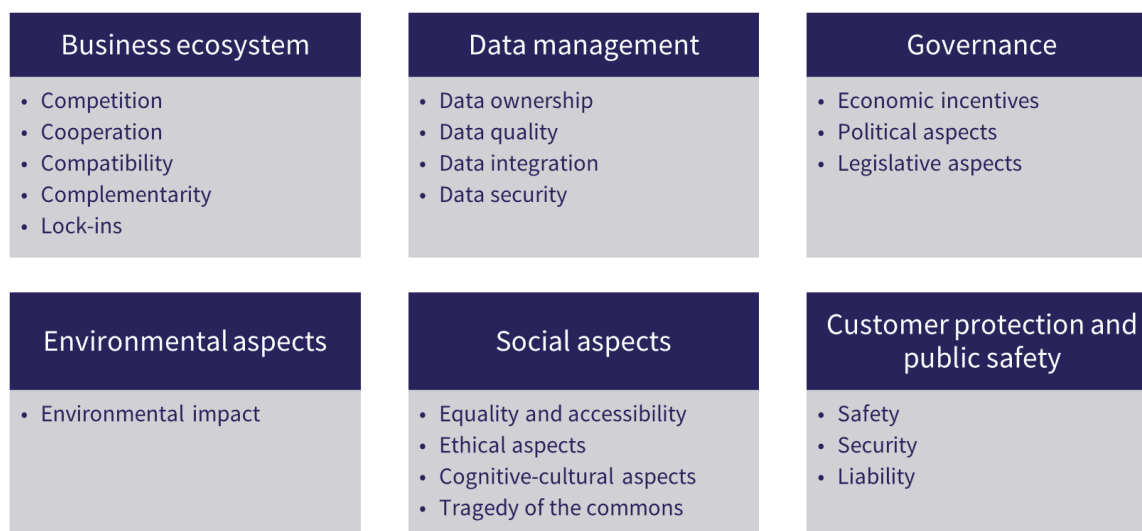 Business ecosystem
• Competition
• Cooperation
• Compatibility
• Complementarity
• Lock-ins
Data management
• Data ownership
• Data quality
• Data integration
• Data security
Governance
• Economic incentives
• Political aspects
• Legislative aspects
Environmental aspects
• Environmental impact
Social aspects
• Equality and accessibility
• Ethical aspects
• Cognitive-cultural aspects
• Tragedy of the commons
Customer protection and
public safety
• Safety
• Security
• Liability